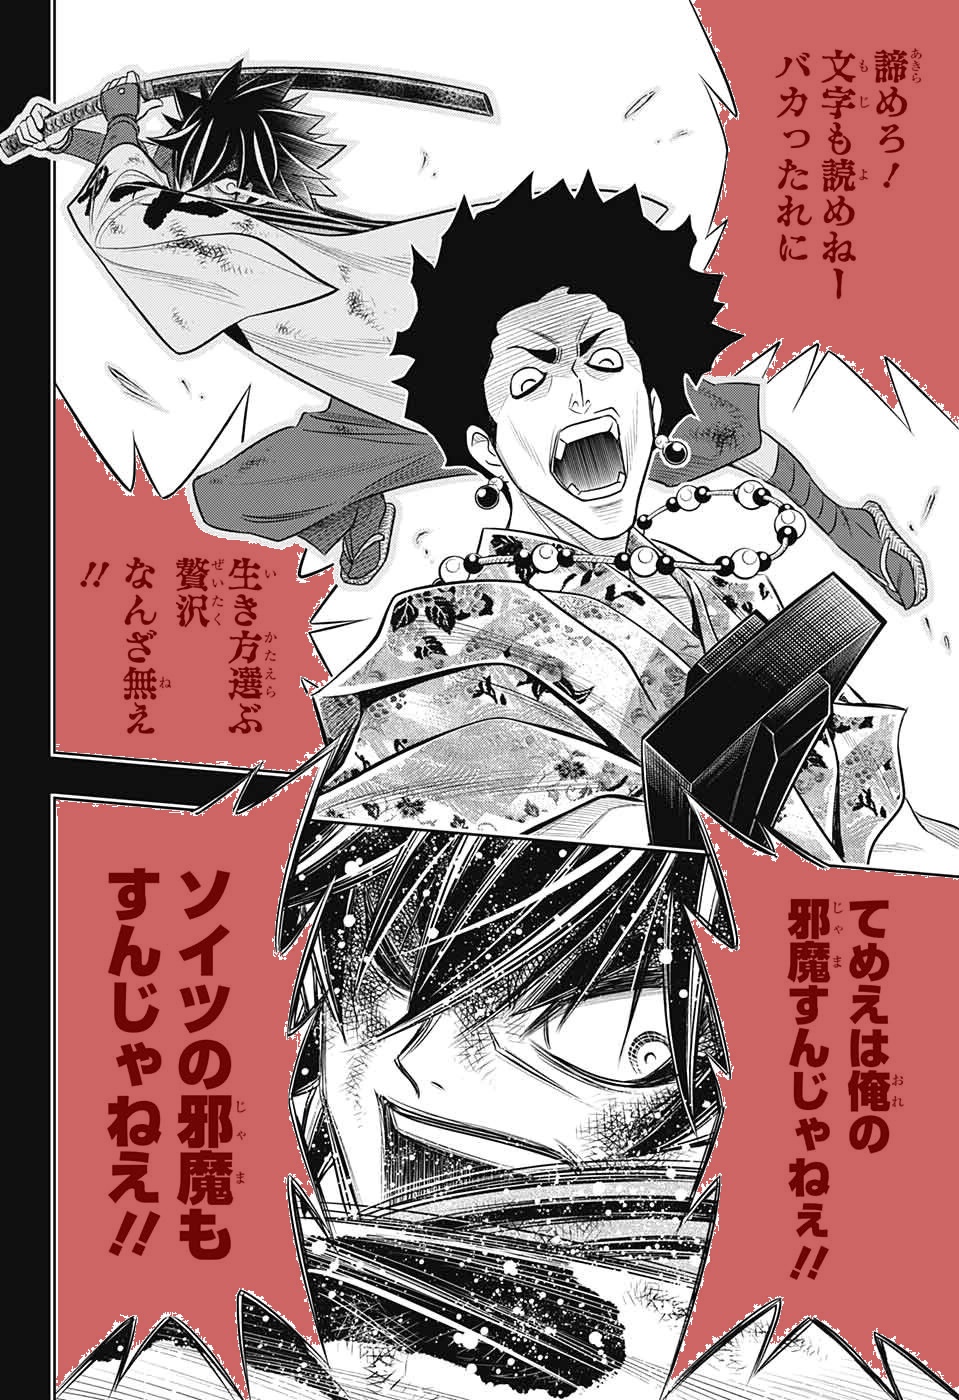 諦めろ！
文字も読めねー
バカったれに
生き方選ぶ
贅沢
なんざ無え
!!
てめえは俺の
邪魔すんじゃねぇ!!
ソイツの邪魔も
すんじゃねえ!!